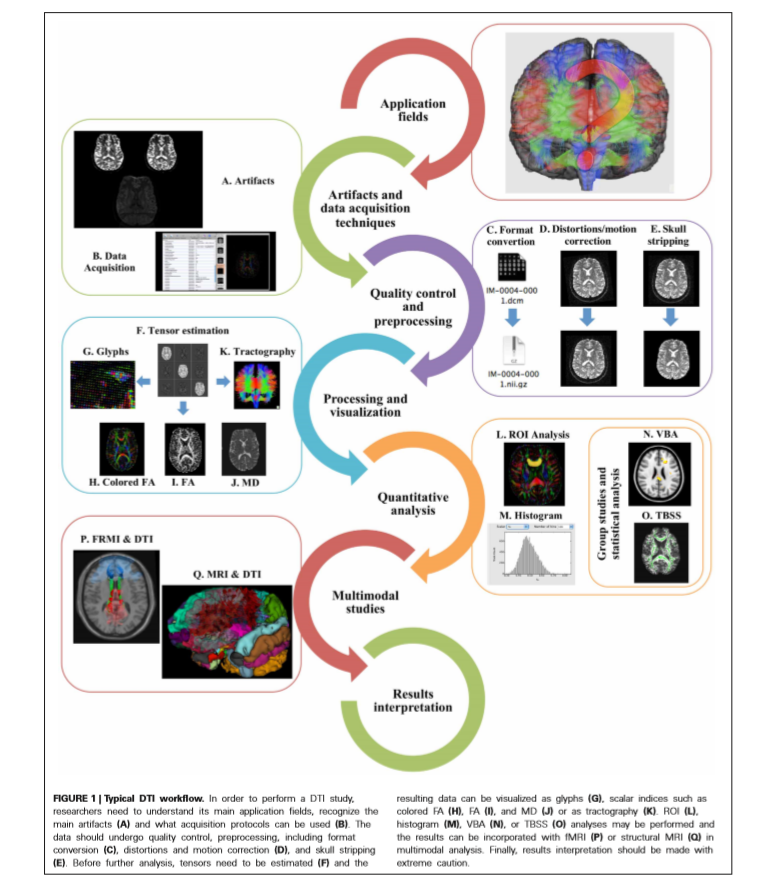 Application
fields
A. Artifacts
B. Data
Acquisition
Artifacts and
data acquisition
techniques
C. Format
convertion
D. Distortions/motion
correction
E. Skull
stripping
IM-0004-000
1.dcm
IM-0004-000
1.nii.gz
Quality control
and
preprocessing
F. Tensor estimation
G. Glyphs
K. Tractography
H. Colored FA
I. FA
J. MD
Processing and
visualization
L. ROI Analysis
M. Histogram
Group studies and
statistical analysis
N. VBA
O. TBSS
Quantitative
analysis
P. FRMI & DTI
Q. MRI & DTI
Multimodal
studies
Results
interpretation
FIGURE 1 | Typical DTI workflow. In order to perform a DTI study,
researchers need to understand its main application fields, recognize the
main artifacts (A) and what acquisition protocols can be used (B). The
data should undergo quality control, preprocessing, including format
conversion (C), distortions and motion correction (D), and skull stripping
(E). Before further analysis, tensors need to be estimated (F) and the
resulting data can be visualized as glyphs (G), scalar indices such as
colored FA (H), FA (I), and MD (J) or as tractography (K). ROI (L),
histogram (M), VBA (N), or TBSS (O) analyses may be performed and
the results can be incorporated with fMRI (P) or structural MRI (Q) in
multimodal analysis. Finally, results interpretation should be made with
extreme caution.